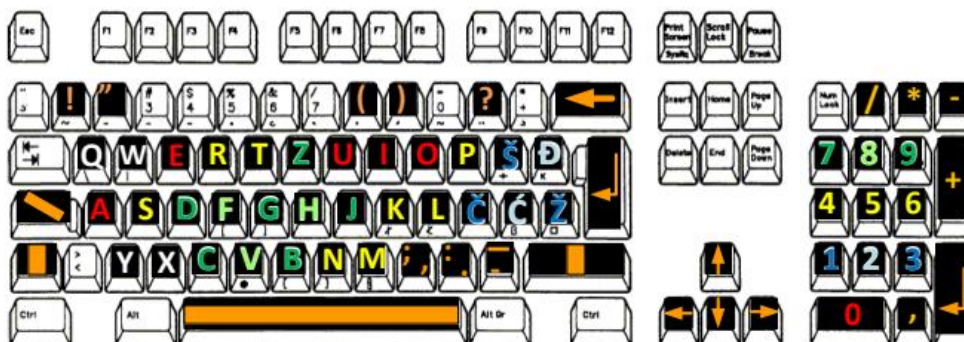 Esc F1 F2 F3 F4 F5 F6 F7 F8 F9 F10 F11 F12 Print Screen SysRq Scroll Lock Pause Break
! " # 3 $ 4 % 5 & 6 / 7 ( ) = 0 ? * + Insert Home Page Up Num Lock / * -
Q W E R T Z U I O P Š Đ Delete End Page Down 7 8 9 +
A S D F G H J K L Č Ć Ž 4 5 6
> < Y X C V B N M ; , : . _ - 1 2 3
Ctrl Alt Alt Gr Ctrl 0 ,